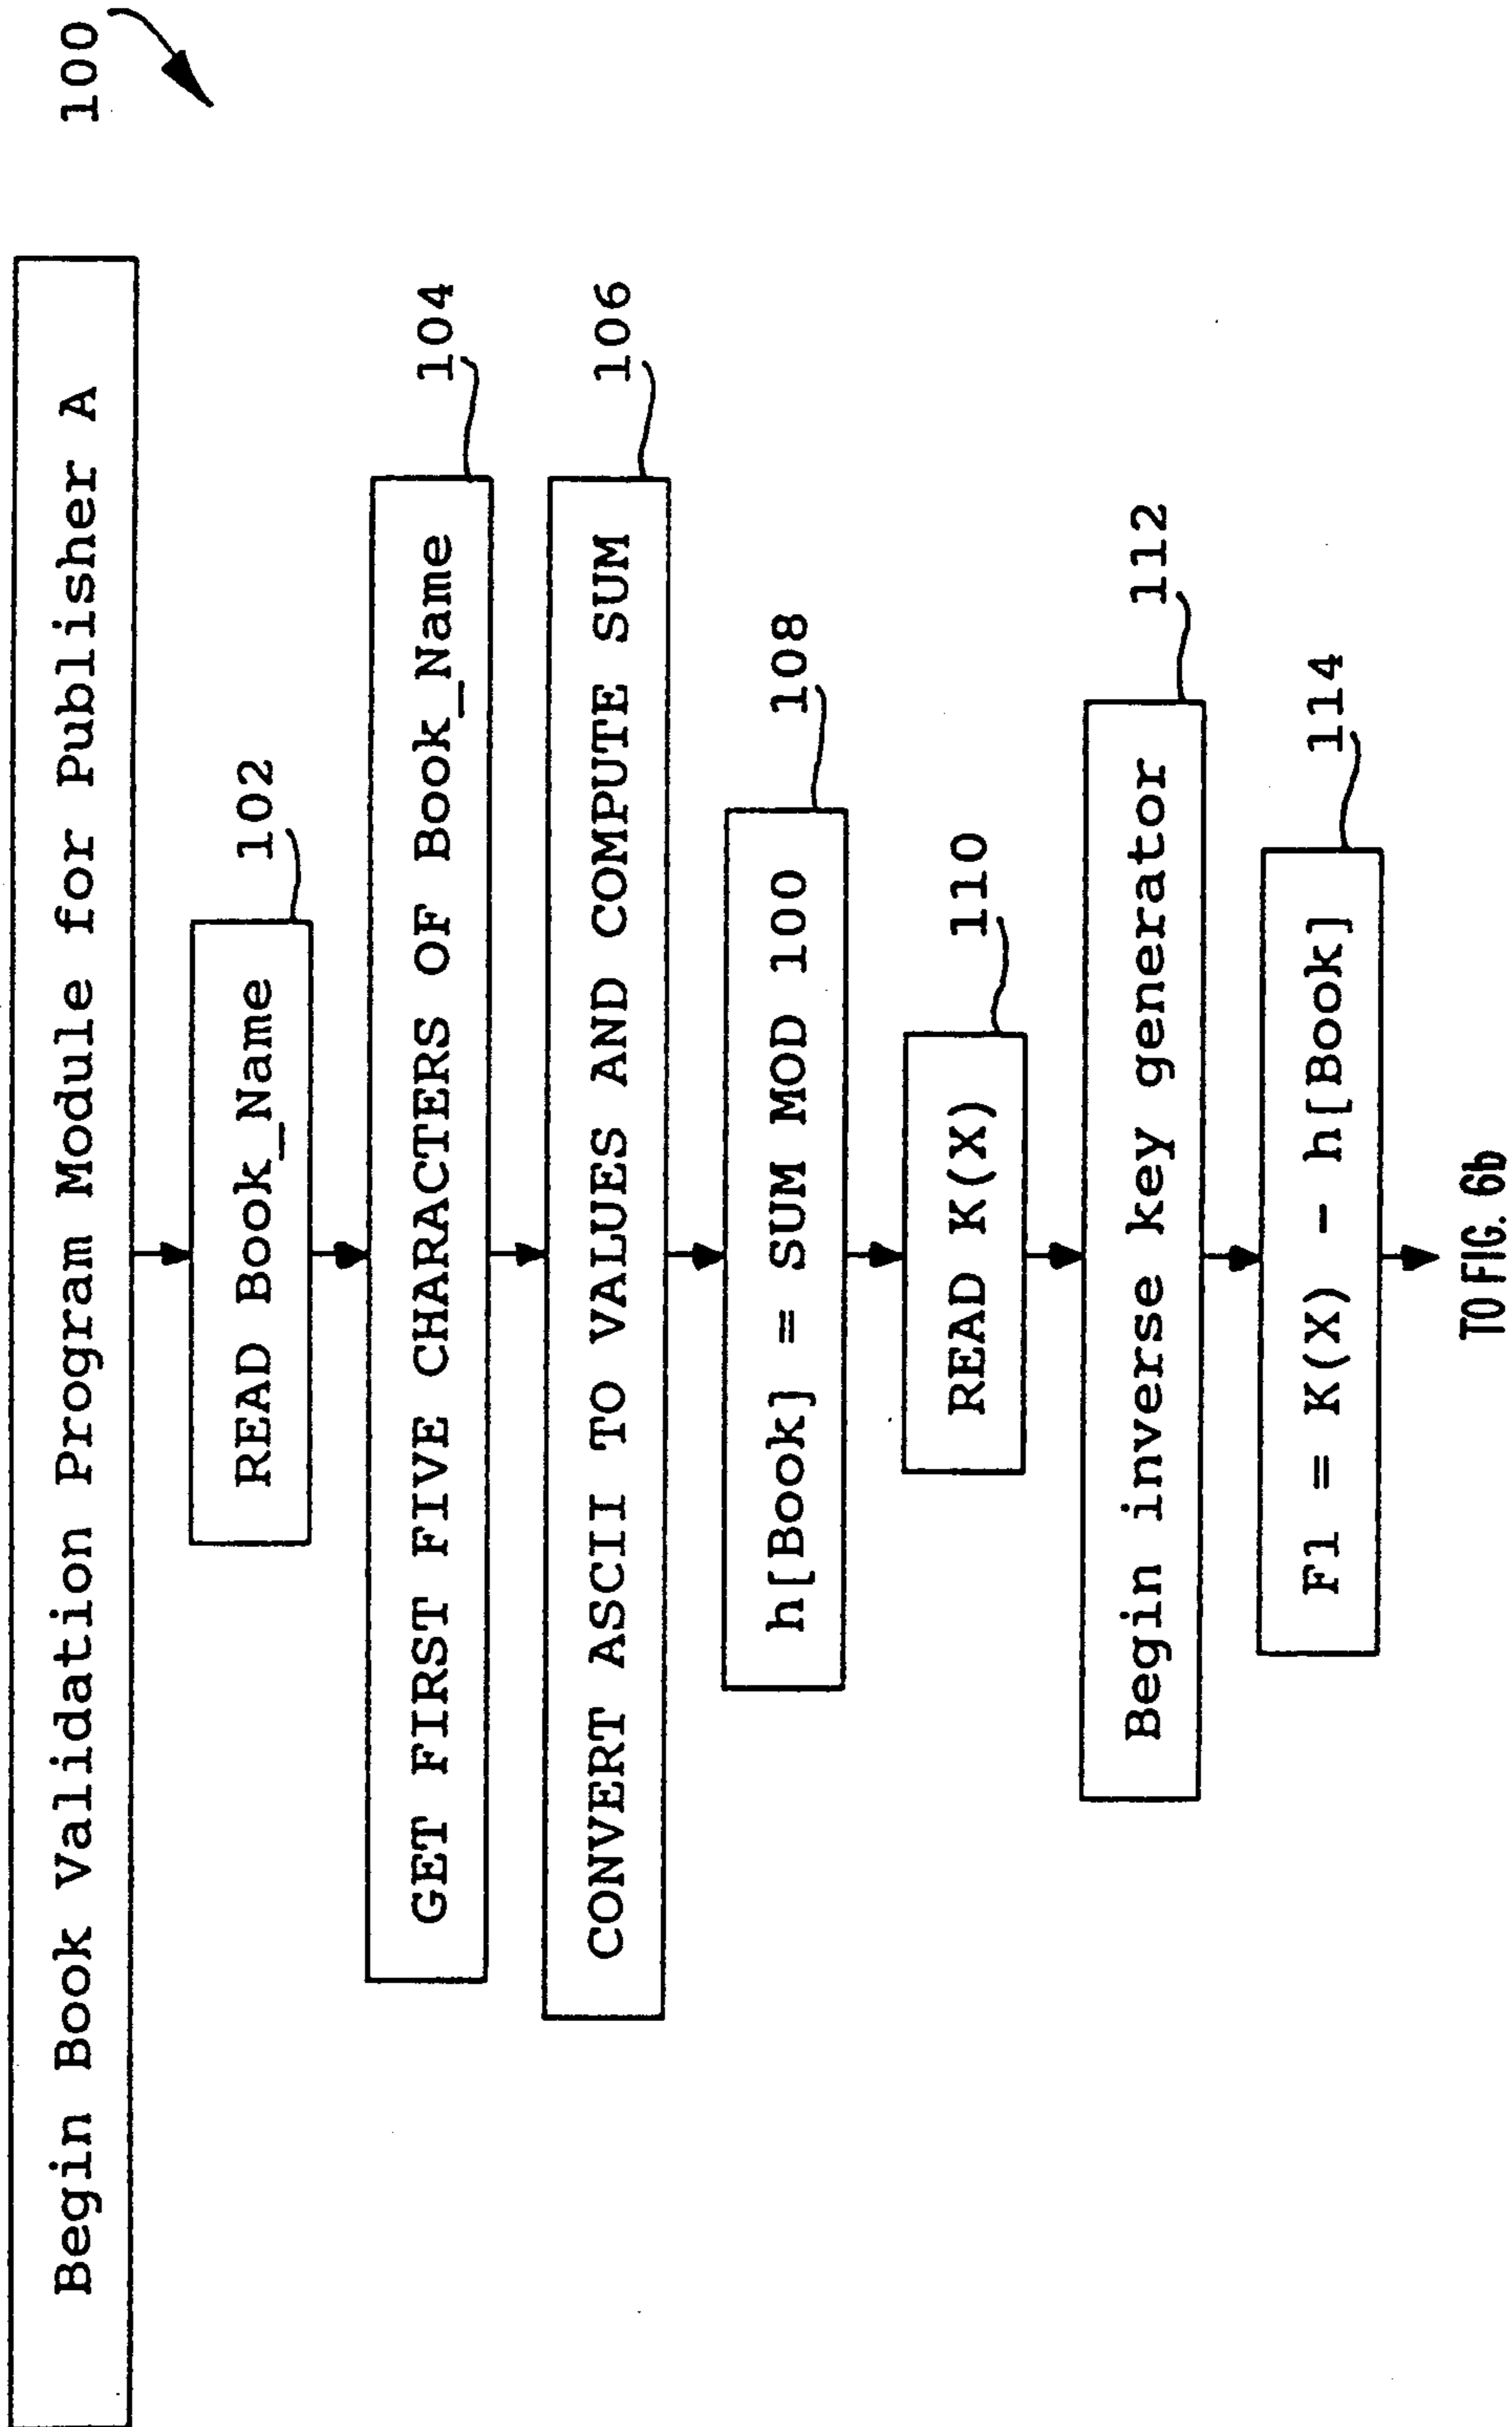 100
Begin Book Validation Program Module for Publisher A
READ Book_Name
102
GET FIRST FIVE CHARACTERS OF Book_Name
104
CONVERT ASCII TO VALUES AND COMPUTE SUM
106
h[Book] = SUM MOD 100
108
READ K(X)
110
Begin inverse key generator
112
F1 = K(X) - h[Book]
114
TO FIG. 6b